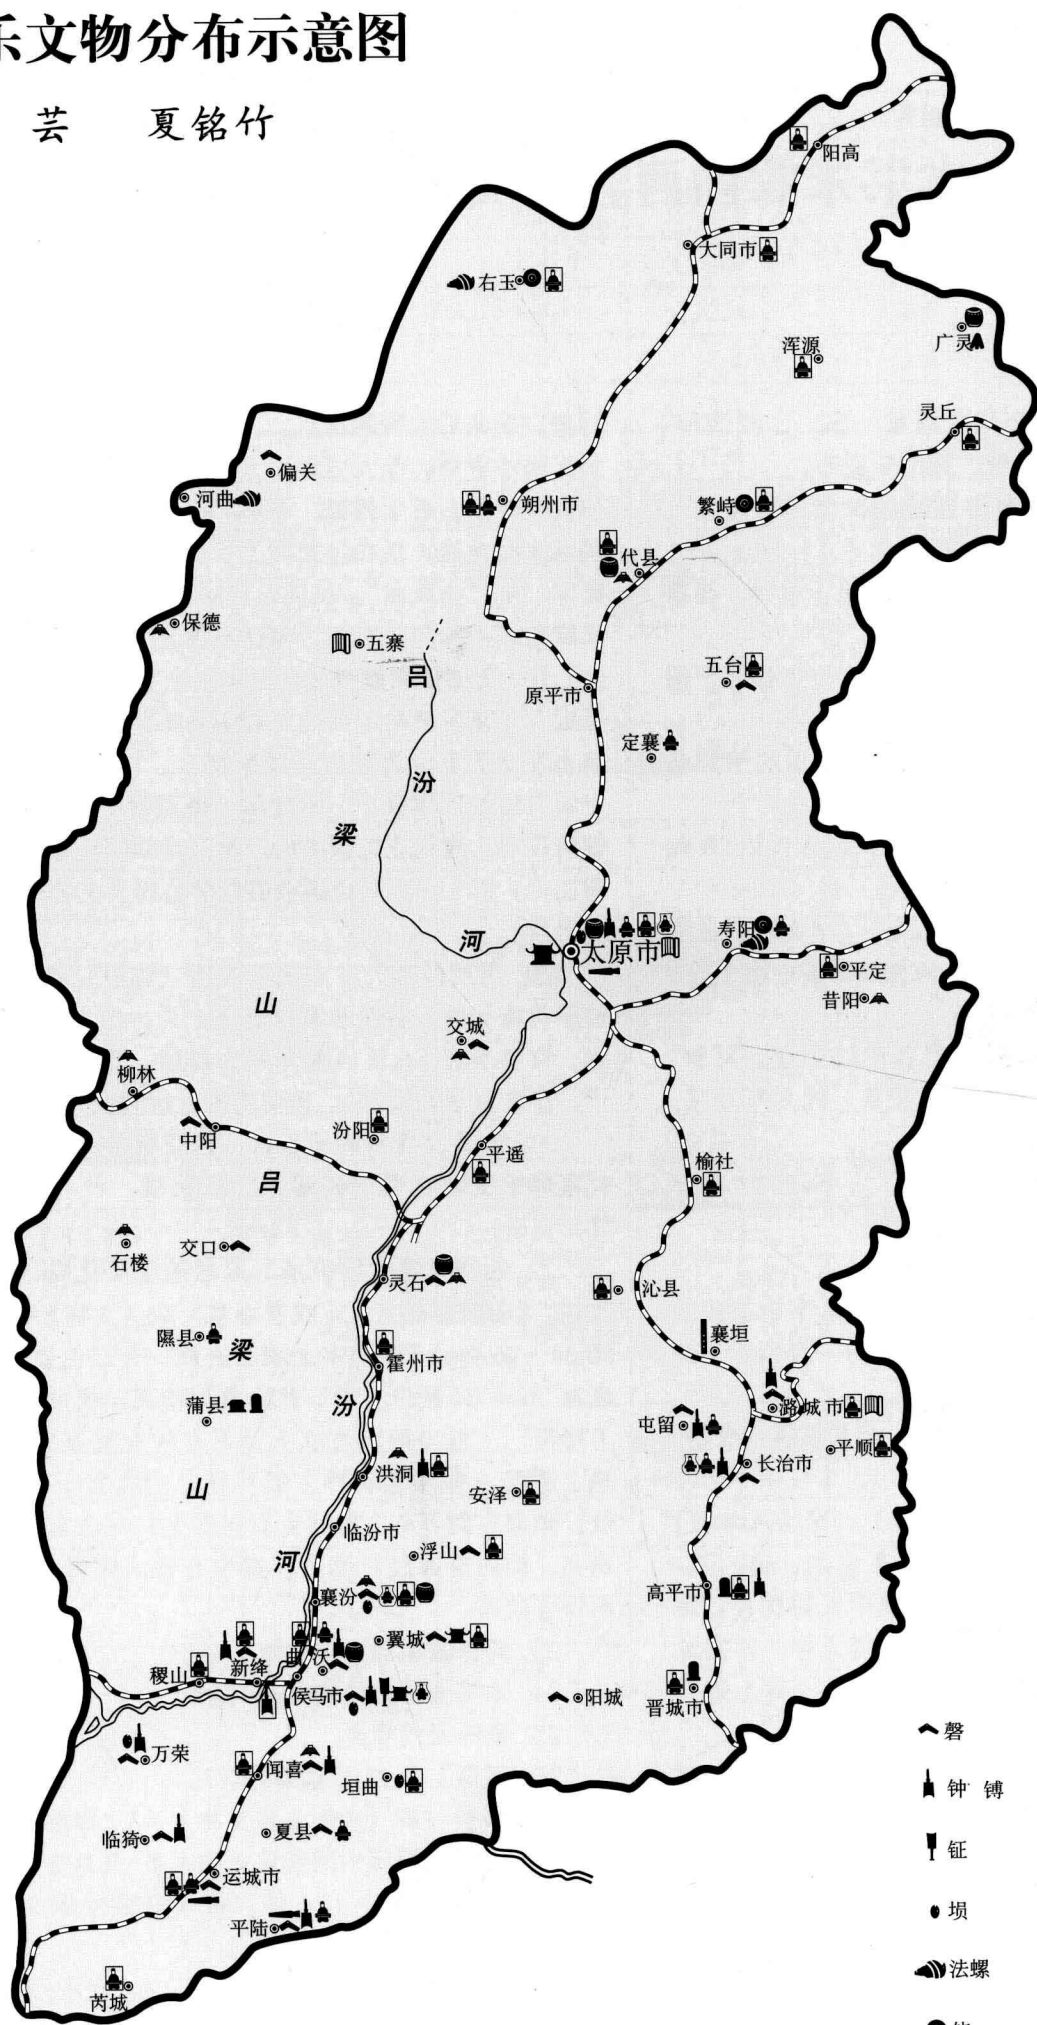 乐文物分布示意图
芸 夏铭竹
阳高
大同市
右玉
广灵
浑源
灵丘
偏关
河曲
朔州市
繁峙
代县
保德
五寨
吕
五台
原平市
定襄
汾
梁
河
太原市
寿阳
平定
昔阳
山
交城
柳林
中阳
汾阳
平遥
榆社
吕
石楼
交口
灵石
沁县
隰县
梁
霍州市
襄垣
蒲县
汾
潞城市
屯留
平顺
洪洞
长治市
山
安泽
临汾市
河
浮山
襄汾
高平市
翼城
曲沃
稷山
新绛
侯马市
阳城
晋城市
万荣
闻喜
垣曲
临猗
夏县
运城市
平陆
芮城
磬
钟 镈
钲
埙
法螺